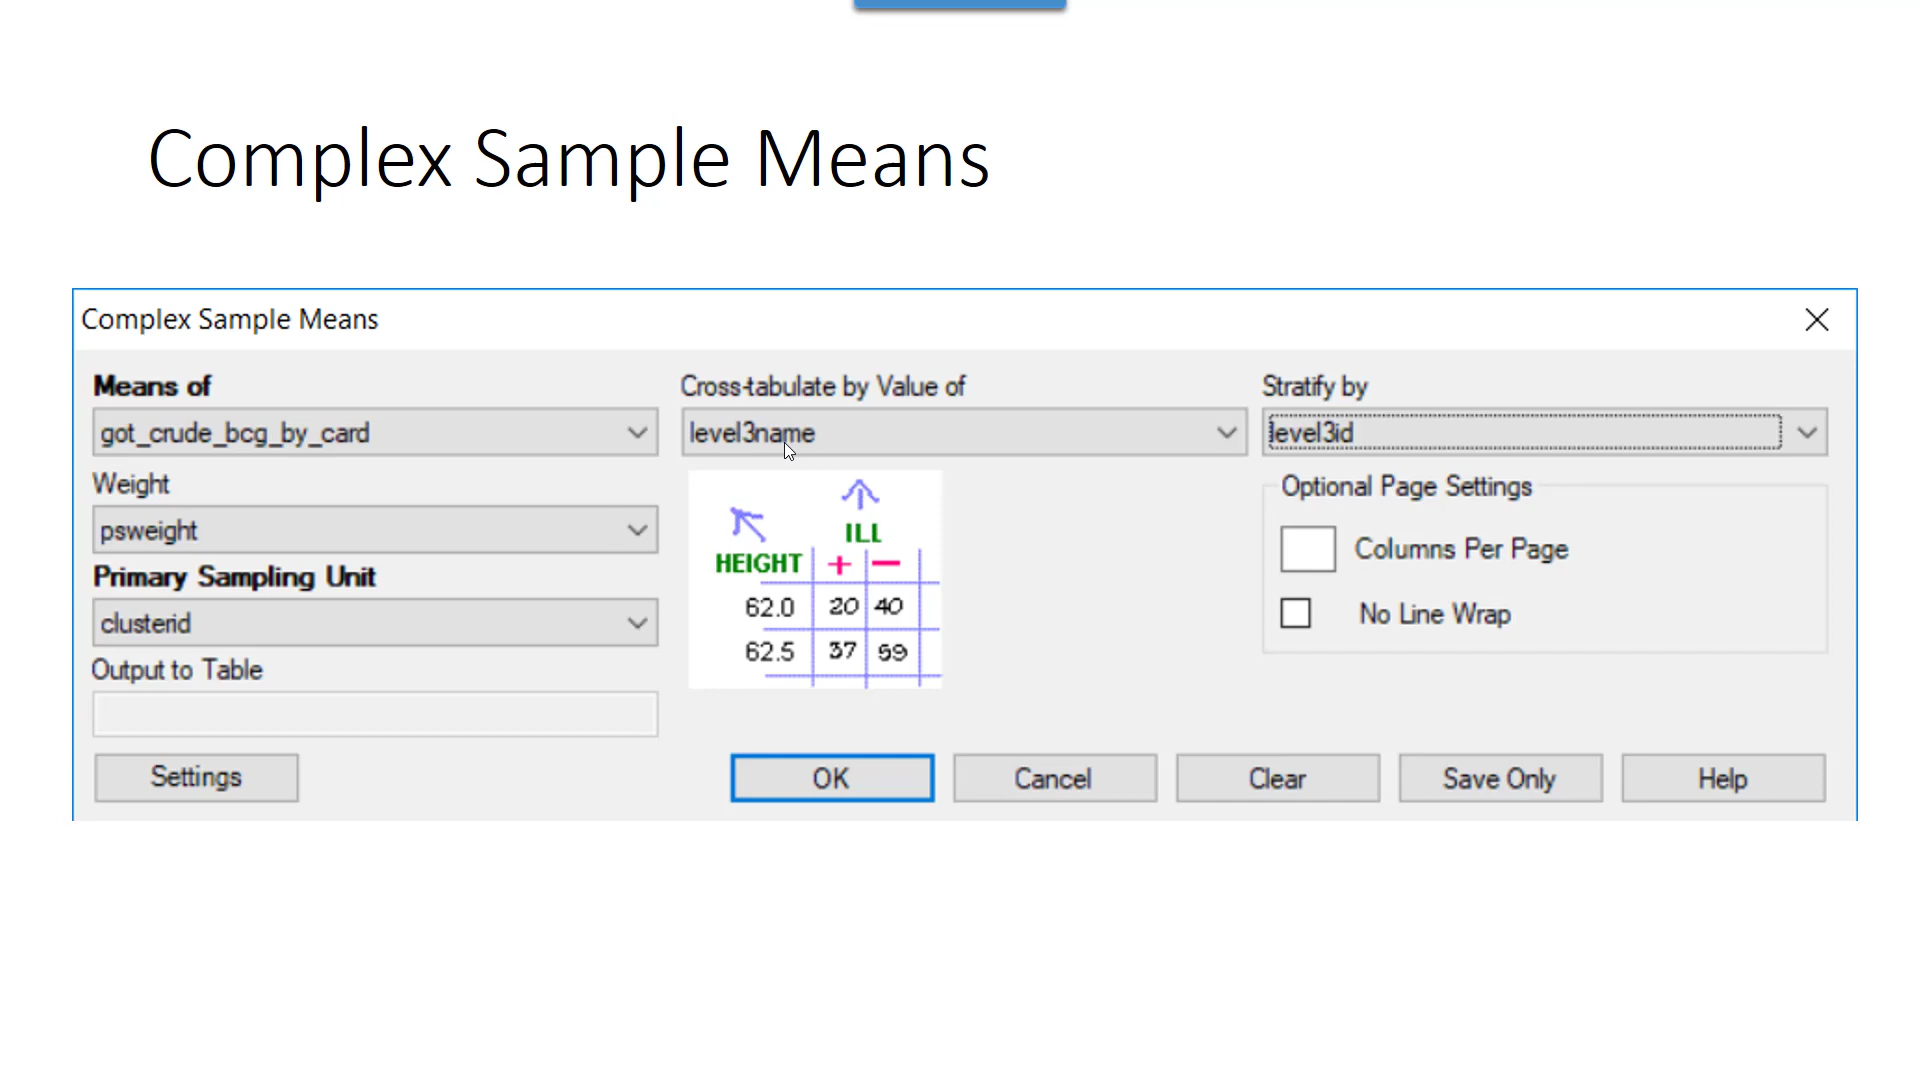 Complex Sample Means
Complex Sample Means
Means of
got_crude_bcg_by_card
Cross-tabulate by Value of
level3name
Stratify by
level3id
Weight
psweight
Primary Sampling Unit
clusterid
Output to Table
ILL
HEIGHT + −
62.0 20 40
62.5 37 59
Optional Page Settings
Columns Per Page
No Line Wrap
Settings
OK
Cancel
Clear
Save Only
Help